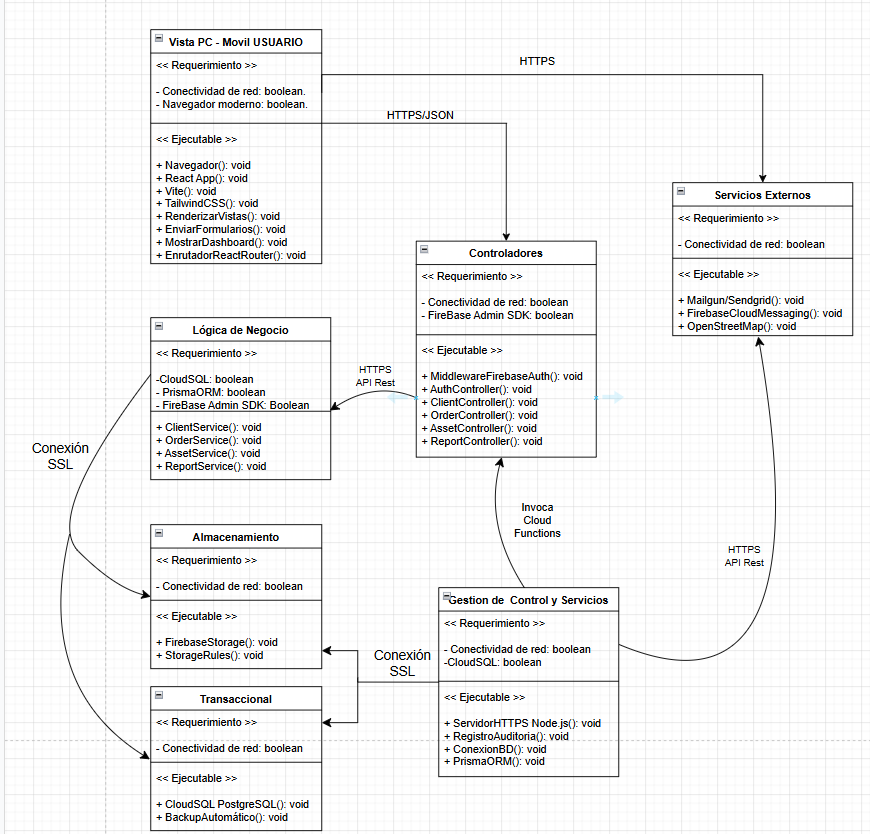 Vista PC - Movil USUARIO
<< Requerimiento >>
- Conectividad de red: boolean.
- Navegador moderno: boolean.
<< Ejecutable >>
+ Navegador(): void
+ React App(): void
+ Vite(): void
+ TailwindCSS(): void
+ RenderizarVistas(): void
+ EnviarFormularios(): void
+ MostrarDashboard(): void
+ EnrutadorReactRouter(): void
HTTPS
HTTPS/JSON
Servicios Externos
<< Requerimiento >>
- Conectividad de red: boolean
<< Ejecutable >>
+ Mailgun/Sendgrid(): void
+ FirebaseCloudMessaging(): void
+ OpenStreetMap(): void
Controladores
<< Requerimiento >>
- Conectividad de red: boolean
- FireBase Admin SDK: boolean
<< Ejecutable >>
+ MiddlewareFirebaseAuth(): void
+ AuthController(): void
+ ClientController(): void
+ OrderController(): void
+ AssetController(): void
+ ReportController(): void
Lógica de Negocio
<< Requerimiento >>
-CloudSQL: boolean
- PrismaORM: boolean
- FireBase Admin SDK: Boolean
+ ClientService(): void
+ OrderService(): void
+ AssetService(): void
+ ReportService(): void
HTTPS
API Rest
Conexión
SSL
Almacenamiento
<< Requerimiento >>
- Conectividad de red: boolean
<< Ejecutable >>
+ FirebaseStorage(): void
+ StorageRules(): void
Invoca
Cloud
Functions
HTTPS
API Rest
Gestion de Control y Servicios
<< Requerimiento >>
- Conectividad de red: boolean
-CloudSQL: boolean
<< Ejecutable >>
+ ServidorHTTPS Node.js(): void
+ RegistroAuditoria(): void
+ ConexionBD(): void
+ PrismaORM(): void
Conexión
SSL
Transaccional
<< Requerimiento >>
- Conectividad de red: boolean
<< Ejecutable >>
+ CloudSQL PostgreSQL(): void
+ BackupAutomático(): void